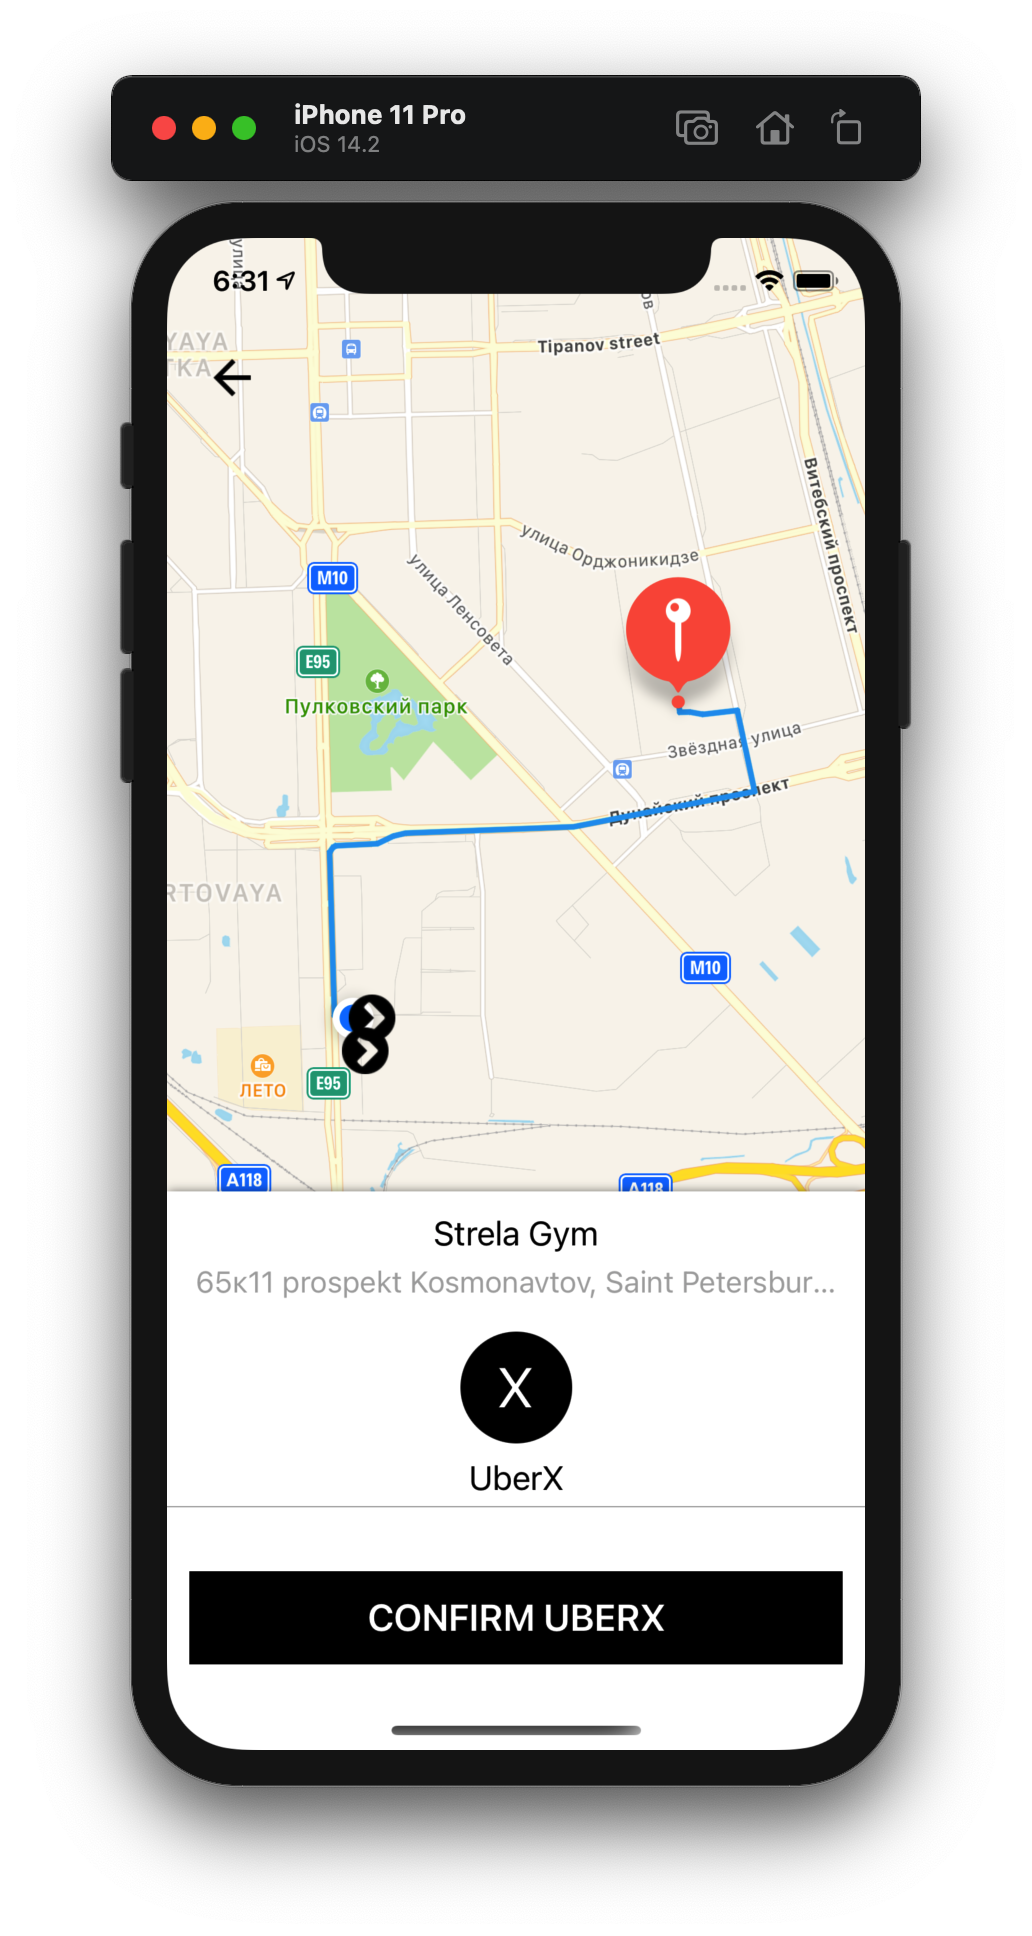 iPhone 11 Pro
iOS 14.2
6:31
улица
YAYA
TKA
Tipanov street
ов
Витебский проспект
улица Орджоникидзе
M10
улица Ленсовета
E95
Пулковский парк
Звёздная улица
Дунайский проспект
RTOVAYA
M10
ЛЕТО
E95
A118
A118
Strela Gym
65к11 prospekt Kosmonavtov, Saint Petersbur...
X
UberX
CONFIRM UBERX